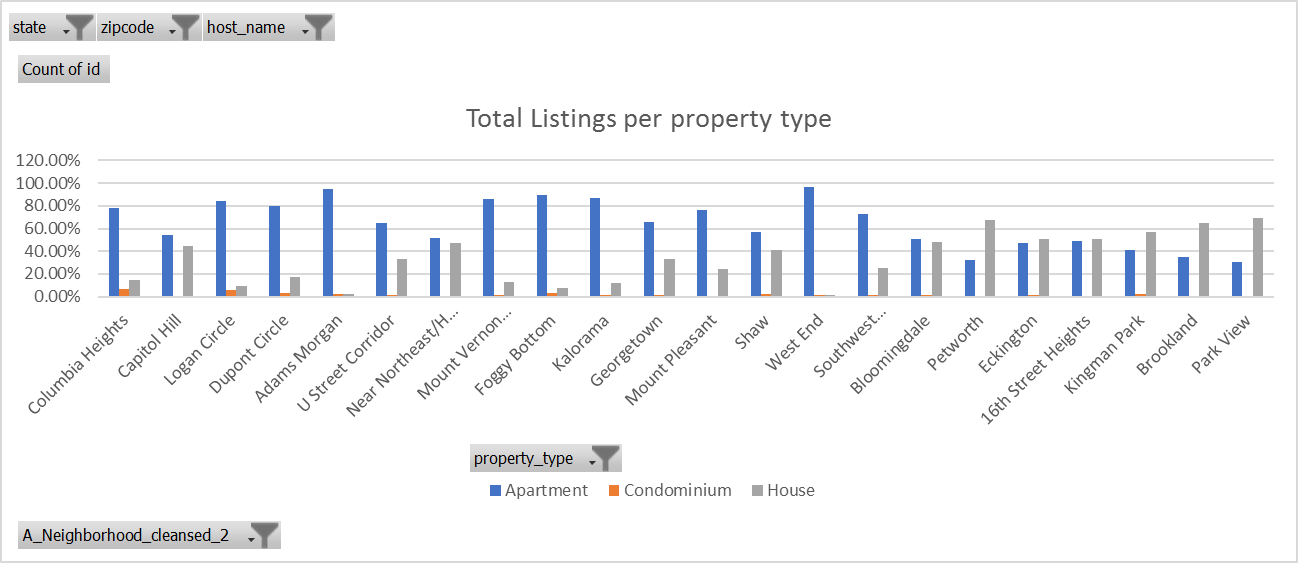 state zipcode host_name
Count of id
Total Listings per property type
120.00%
100.00%
80.00%
60.00%
40.00%
20.00%
0.00%
Columbia Heights
Capitol Hill
Logan Circle
Dupont Circle
Adams Morgan
U Street Corridor
Near Northeast/H...
Mount Vernon...
Foggy Bottom
Kalorama
Georgetown
Mount Pleasant
Shaw
West End
Southwest...
Bloomingdale
Petworth
Eckington
16th Street Heights
Kingman Park
Brookland
Park View
property_type
Apartment Condominium House
A_Neighborhood_cleansed_2